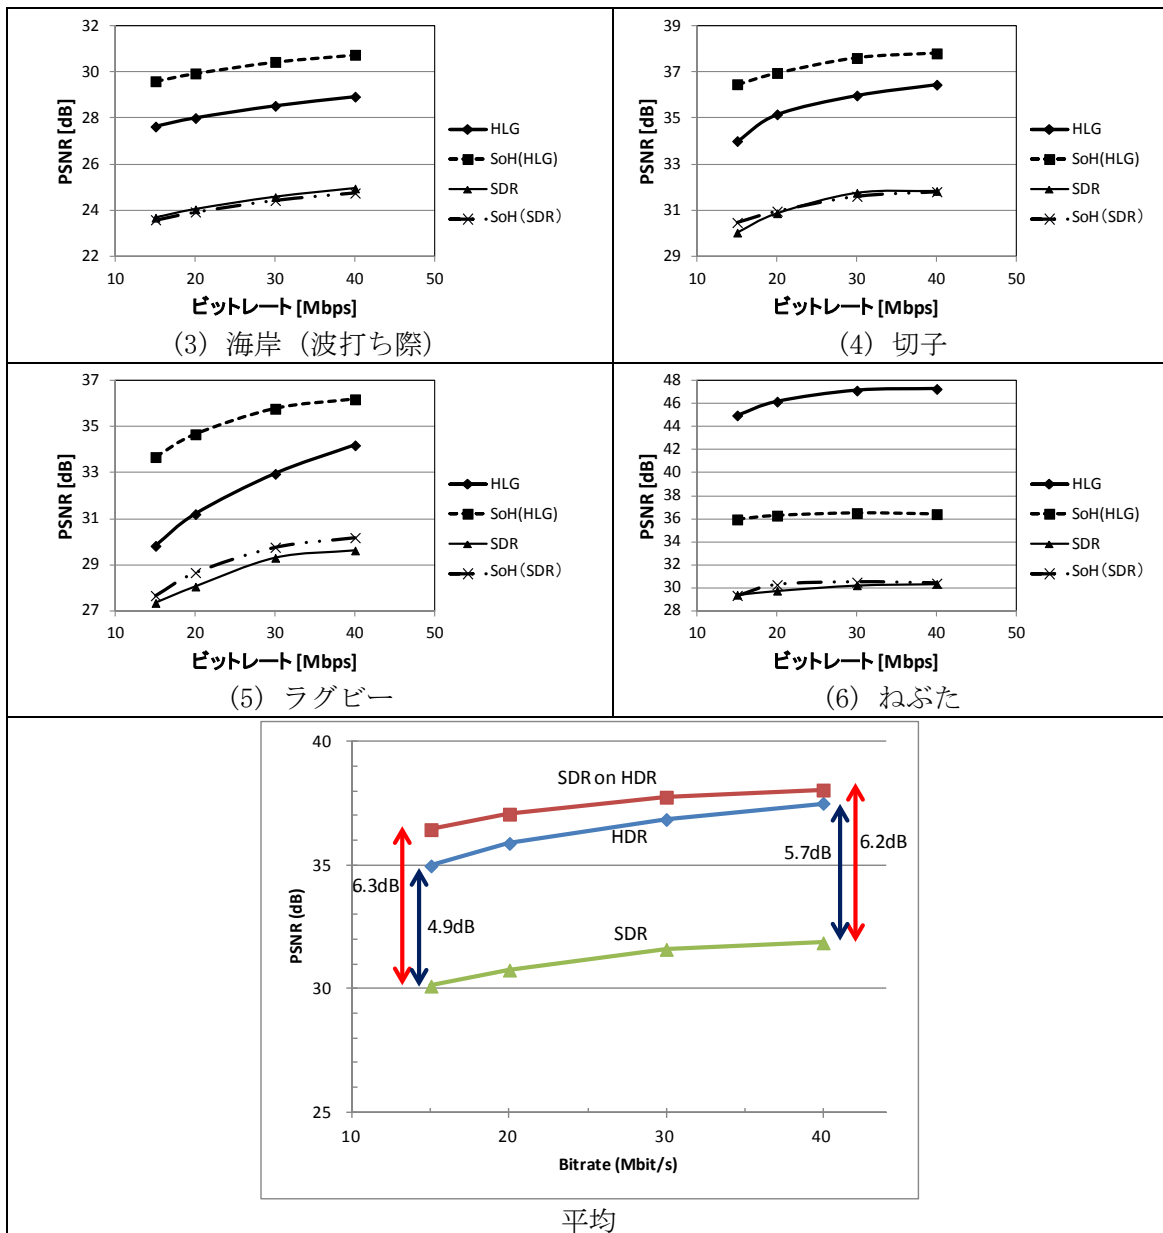 32
30
28
26
24
22
PSNR [dB]
10
20
30
40
50
ビットレート [Mbps]
HLG
SoH(HLG)
SDR
SoH(SDR)
(3) 海岸（波打ち際）
39
37
35
33
31
29
PSNR [dB]
10
20
30
40
50
ビットレート [Mbps]
HLG
SoH(HLG)
SDR
SoH(SDR)
(4) 切子
37
35
33
31
29
27
PSNR [dB]
10
20
30
40
50
ビットレート [Mbps]
HLG
SoH(HLG)
SDR
SoH(SDR)
(5) ラグビー
48
46
44
42
40
38
36
34
32
30
28
PSNR [dB]
10
20
30
40
50
ビットレート [Mbps]
HLG
SoH(HLG)
SDR
SoH(SDR)
(6) ねぶた
40
35
30
25
PSNR (dB)
SDR on HDR
HDR
SDR
6.3dB
4.9dB
5.7dB
6.2dB
10
20
30
40
Bitrate (Mbit/s)
平均